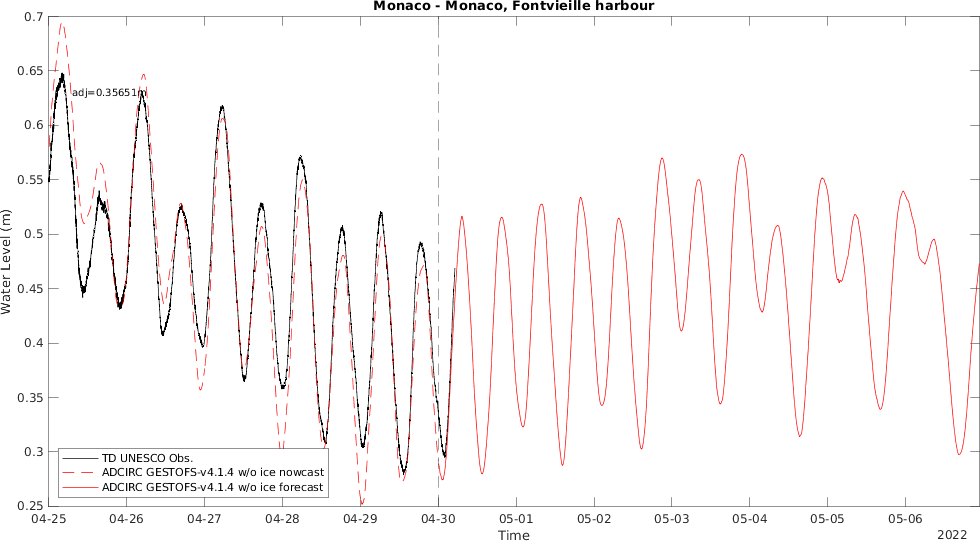 Monaco - Monaco, Fontvieille harbour
0.7
0.65
0.6
0.55
0.5
0.45
0.4
0.35
0.3
0.25
Water Level (m)
adj=0.35651
TD UNESCO Obs.
ADCIRC GESTOFS-v4.1.4 w/o ice nowcast
ADCIRC GESTOFS-v4.1.4 w/o ice forecast
04-25 04-26 04-27 04-28 04-29 04-30 05-01 05-02 05-03 05-04 05-05 05-06
Time
2022